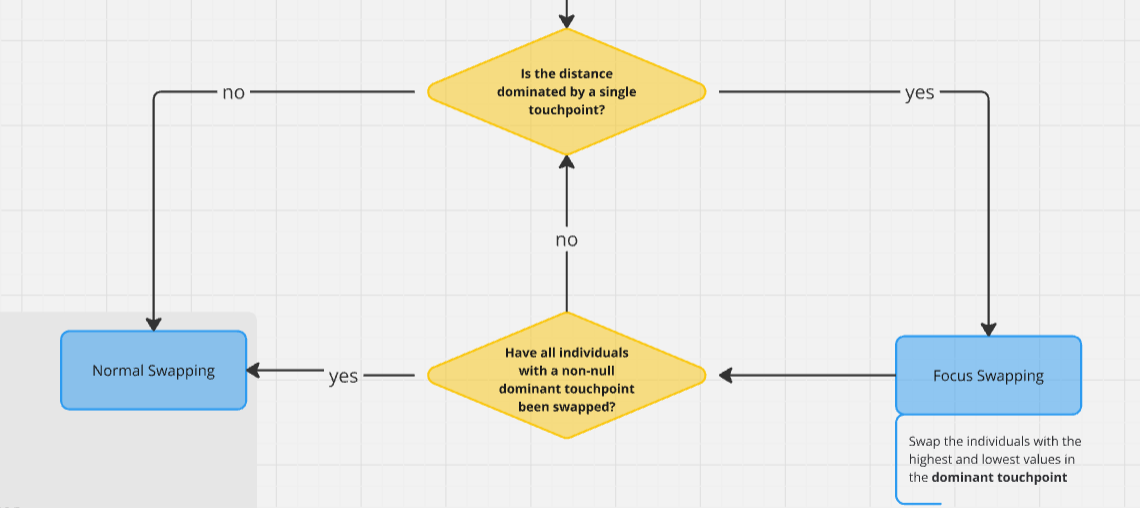 Is the distance
dominated by a single
touchpoint?
no
yes
no
Have all individuals
with a non-null
dominant touchpoint
been swapped?
Normal Swapping
yes
Focus Swapping
Swap the individuals with the
highest and lowest values in
the dominant touchpoint